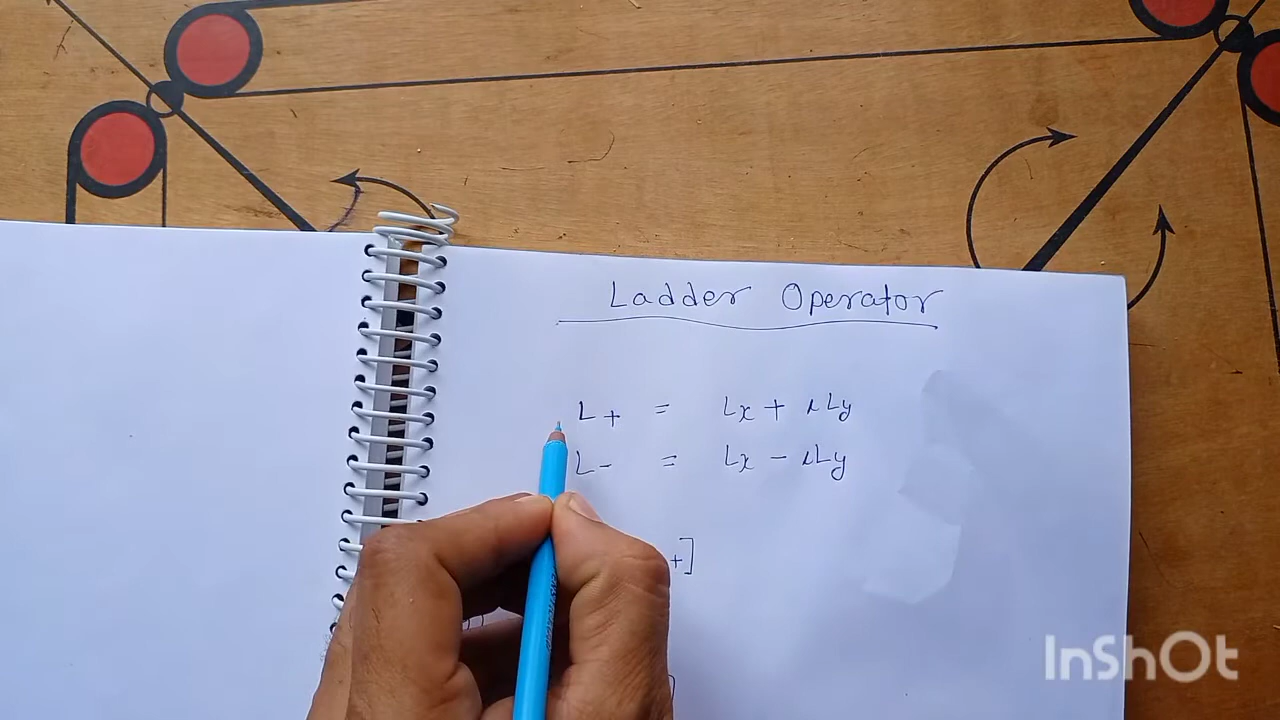 Ladder Operator
L+ = Lx + iLy
L- = Lx - iLy
+]
]
InShOt